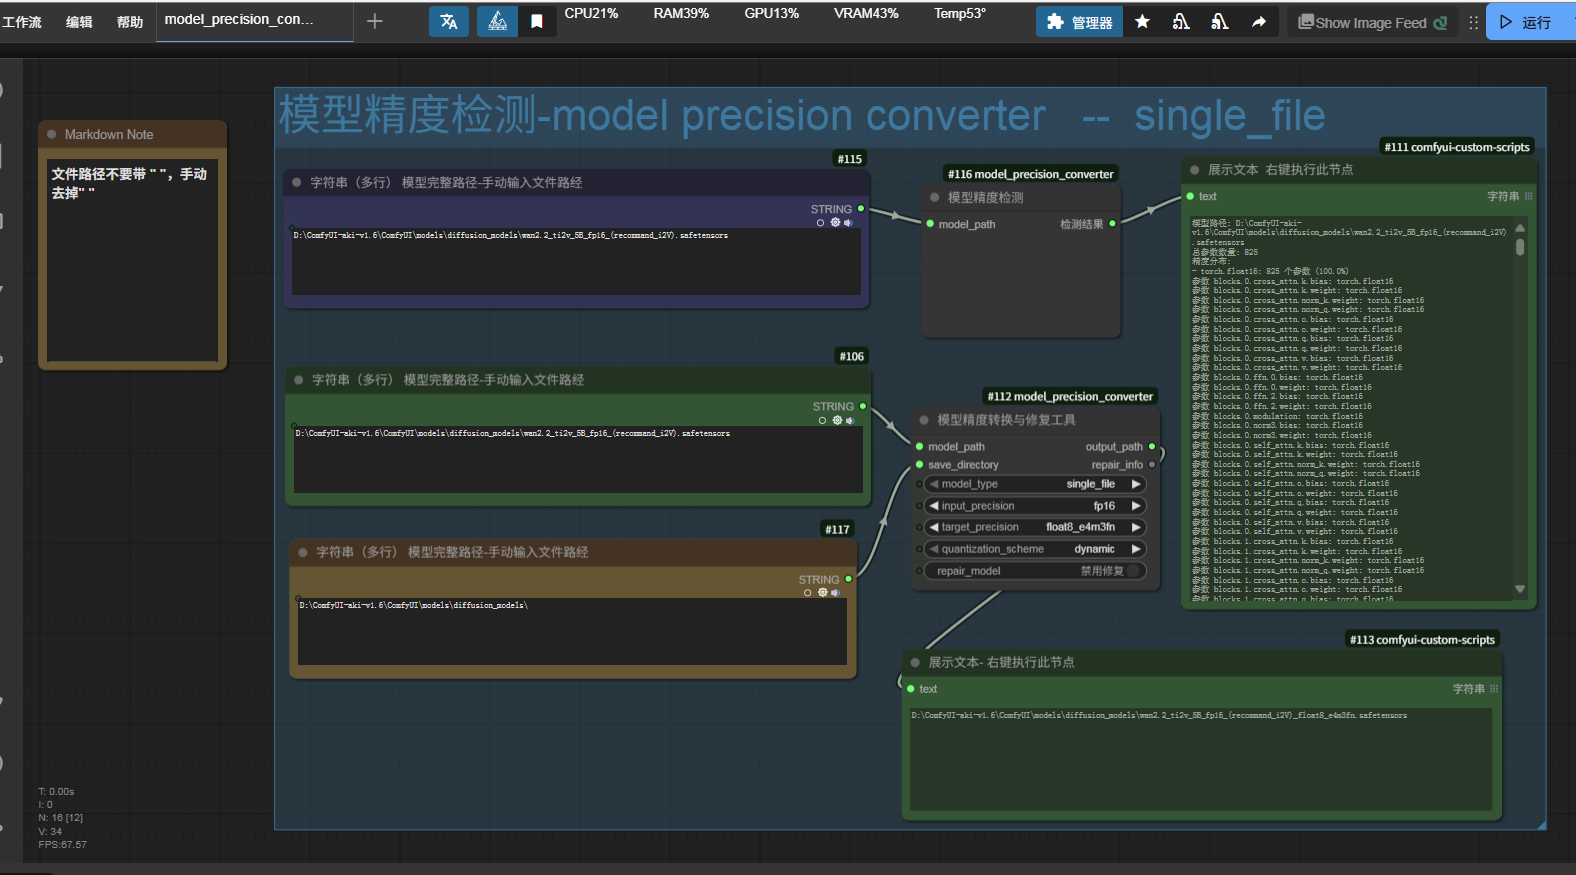 工作流
编辑
帮助
model_precision_con...
CPU21%
RAM39%
GPU13%
VRAM43%
Temp53°
管理器
Show Image Feed
运行
Markdown Note
文件路径不要带 " "，手动
去掉" "
模型精度检测-model precision converter -- single_file
#115
字符串（多行） 模型完整路径-手动输入文件路径
STRING
D:\ComfyUI-aki-v1.6\ComfyUI\models\diffusion_models\wan2.2_ti2v_5B_fp16_(recommand_i2V).safetensors
#116 model_precision_converter
模型精度检测
model_path
检测结果
#111 comfyui-custom-scripts
展示文本 右键执行此节点
text
字符串
模型路径: D:\ComfyUI-aki-
v1.6\ComfyUI\models\diffusion_models\wan2.2_ti2v_5B_fp16_(recommand_i2V)
.safetensors
总参数数量: 825
精度分布:
- torch.float16: 825 个参数 (100.0%)
参数 blocks.0.cross_attn.k.bias: torch.float16
参数 blocks.0.cross_attn.k.weight: torch.float16
参数 blocks.0.cross_attn.norm_k.weight: torch.float16
参数 blocks.0.cross_attn.norm_q.weight: torch.float16
参数 blocks.0.cross_attn.o.bias: torch.float16
参数 blocks.0.cross_attn.o.weight: torch.float16
参数 blocks.0.cross_attn.q.bias: torch.float16
参数 blocks.0.cross_attn.q.weight: torch.float16
参数 blocks.0.cross_attn.v.bias: torch.float16
参数 blocks.0.cross_attn.v.weight: torch.float16
参数 blocks.0.ffn.0.bias: torch.float16
参数 blocks.0.ffn.0.weight: torch.float16
参数 blocks.0.ffn.2.bias: torch.float16
参数 blocks.0.ffn.2.weight: torch.float16
参数 blocks.0.modulation: torch.float16
参数 blocks.0.norm3.bias: torch.float16
参数 blocks.0.norm3.weight: torch.float16
参数 blocks.0.self_attn.k.bias: torch.float16
参数 blocks.0.self_attn.k.weight: torch.float16
参数 blocks.0.self_attn.norm_k.weight: torch.float16
参数 blocks.0.self_attn.norm_q.weight: torch.float16
参数 blocks.0.self_attn.o.bias: torch.float16
参数 blocks.0.self_attn.o.weight: torch.float16
参数 blocks.0.self_attn.q.bias: torch.float16
参数 blocks.0.self_attn.q.weight: torch.float16
参数 blocks.0.self_attn.v.bias: torch.float16
参数 blocks.0.self_attn.v.weight: torch.float16
参数 blocks.1.cross_attn.k.bias: torch.float16
参数 blocks.1.cross_attn.k.weight: torch.float16
参数 blocks.1.cross_attn.norm_k.weight: torch.float16
参数 blocks.1.cross_attn.norm_q.weight: torch.float16
参数 blocks.1.cross_attn.o.bias: torch.float16
参数 blocks.1.cross_attn.o.weight: torch.float16
参数 blocks.1.cross_attn.q.bias: torch.float16
#106
字符串（多行） 模型完整路径-手动输入文件路径
STRING
D:\ComfyUI-aki-v1.6\ComfyUI\models\diffusion_models\wan2.2_ti2v_5B_fp16_(recommand_i2V).safetensors
#112 model_precision_converter
模型精度转换与修复工具
model_path
output_path
save_directory
repair_info
model_type single_file
input_precision fp16
target_precision float8_e4m3fn
quantization_scheme dynamic
repair_model 禁用修复
#117
字符串（多行） 模型完整路径-手动输入文件路径
STRING
D:\ComfyUI-aki-v1.6\ComfyUI\models\diffusion_models\
#113 comfyui-custom-scripts
展示文本- 右键执行此节点
text
字符串
D:\ComfyUI-aki-v1.6\ComfyUI\models\diffusion_models\wan2.2_ti2v_5B_fp16_(recommand_i2V)_float8_e4m3fn.safetensors
T: 0.00s
I: 0
N: 16 [12]
V: 34
FPS:67.57